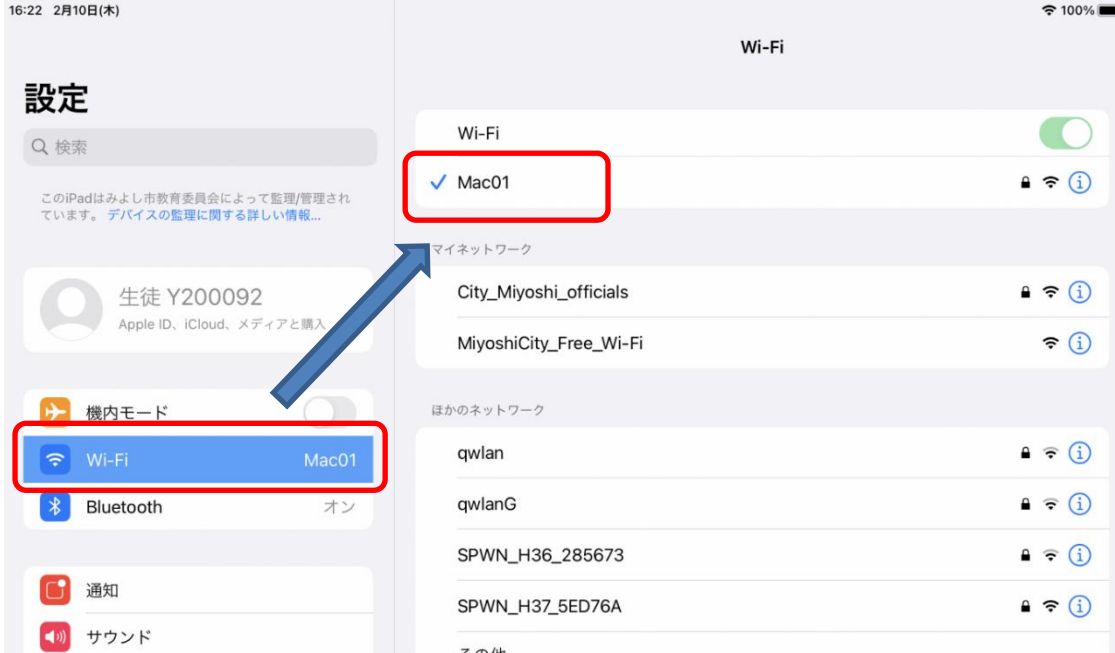 16:22 2月10日(木)
100%
設定
検索
このiPadはみよし市教育委員会によって監理/管理され
ています。デバイスの監理に関する詳しい情報...
生徒 Y200092
Apple ID、iCloud、メディアと購入
機内モード
Wi-Fi Mac01
Bluetooth オン
通知
サウンド
Wi-Fi
Wi-Fi
Mac01
マイネットワーク
City_Miyoshi_officials
MiyoshiCity_Free_Wi-Fi
ほかのネットワーク
qwlan
qwlanG
SPWN_H36_285673
SPWN_H37_5ED76A
その他